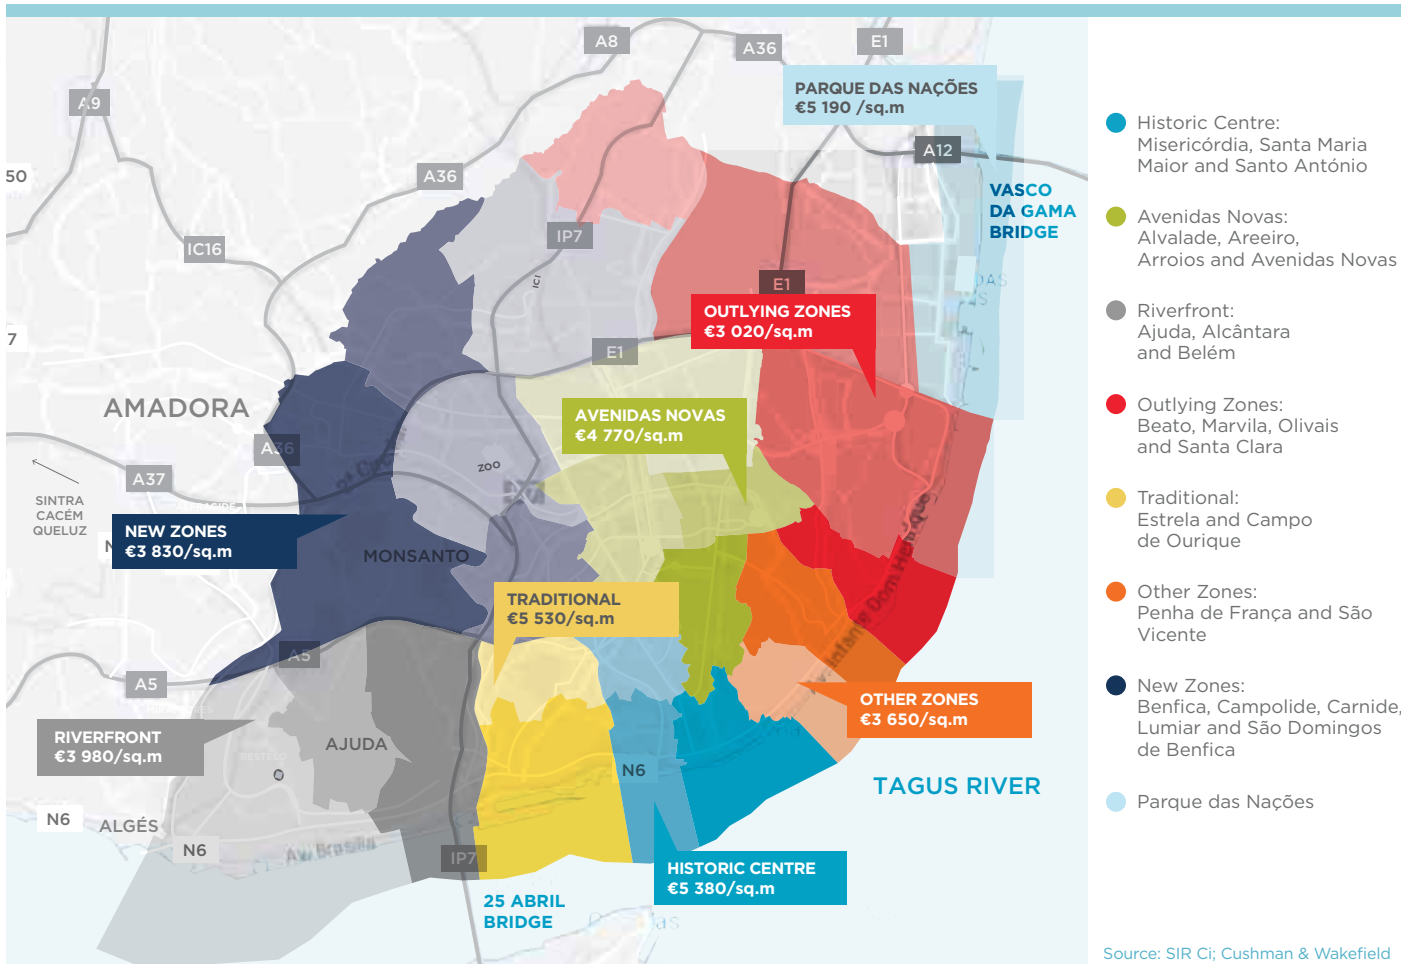 A8
A36
E1
PARQUE DAS NAÇÕES
€5 190 /sq.m
A9
A12
50
A36
VASCO
DA GAMA
BRIDGE
IP7
IC16
IC1
E1
OUTLYING ZONES
€3 020/sq.m
7
E1
AMADORA
AVENIDAS NOVAS
€4 770/sq.m
A36
ZOO
A37
SINTRA
CACÉM
QUELUZ
NEW ZONES
€3 830/sq.m
MONSANTO
TRADITIONAL
€5 530/sq.m
Infante Dom Henrique
A5
A5
OTHER ZONES
€3 650/sq.m
RIVERFRONT
€3 980/sq.m
AJUDA
RESTELO
N6
TAGUS RIVER
N6
ALGÉS
N6
Av. Brasília
IP7
HISTORIC CENTRE
€5 380/sq.m
25 ABRIL
BRIDGE
Historic Centre:
Misericórdia, Santa Maria
Maior and Santo António
Avenidas Novas:
Alvalade, Areeiro,
Arroios and Avenidas Novas
Riverfront:
Ajuda, Alcântara
and Belém
Outlying Zones:
Beato, Marvila, Olivais
and Santa Clara
Traditional:
Estrela and Campo
de Ourique
Other Zones:
Penha de França and São
Vicente
New Zones:
Benfica, Campolide, Carnide,
Lumiar and São Domingos
de Benfica
Parque das Nações
Source: SIR Ci; Cushman & Wakefield